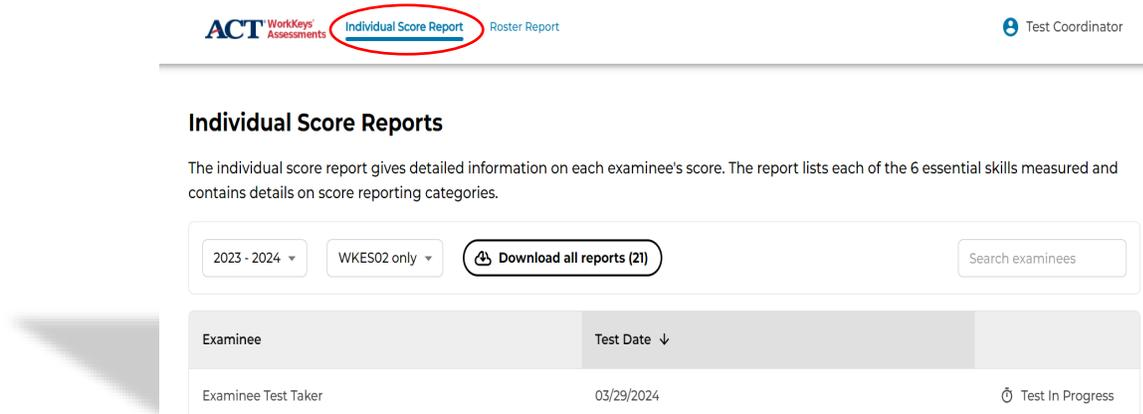 ACT WorkKeys' Assessments Individual Score Report Roster Report Test Coordinator
Individual Score Reports
The individual score report gives detailed information on each examinee's score. The report lists each of the 6 essential skills measured and
contains details on score reporting categories.
2023 - 2024 WKES02 only Download all reports (21) Search examinees
Examinee Test Date ↓
Examinee Test Taker 03/29/2024 Test In Progress